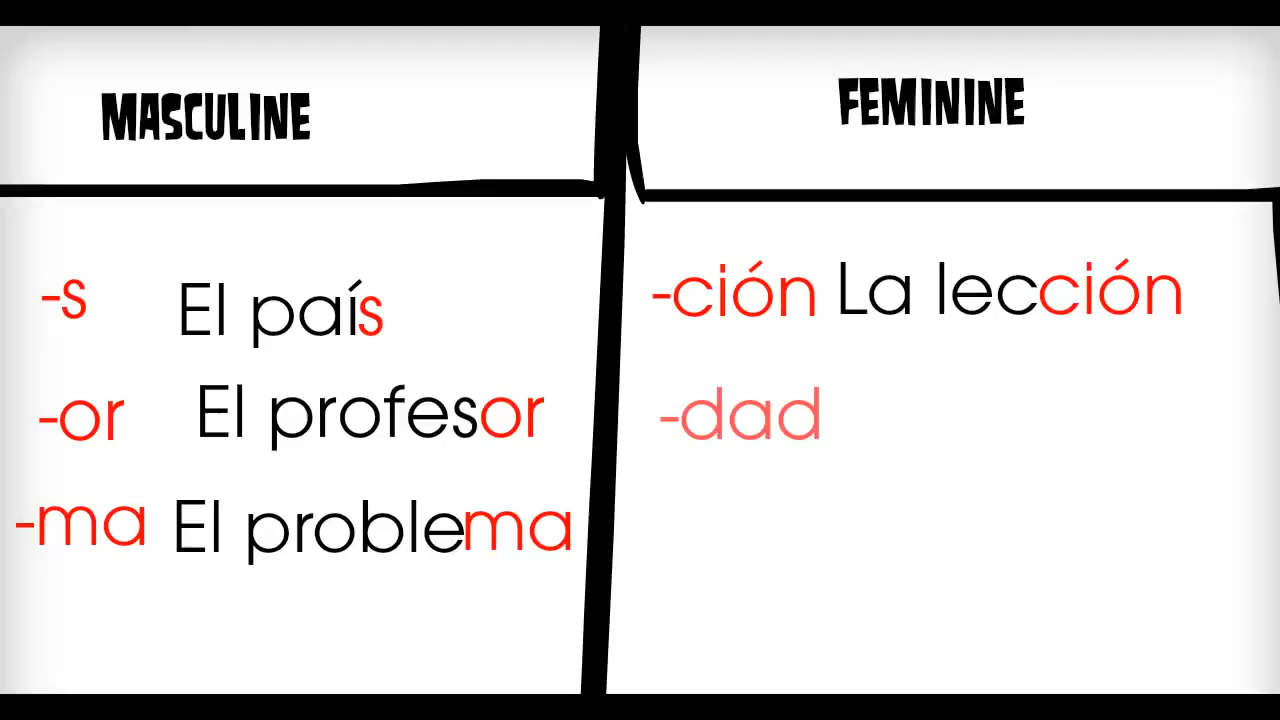 MASCULINE
FEMININE
-s El país
-or El profesor
-ma El problema
-ción La lección
-dad